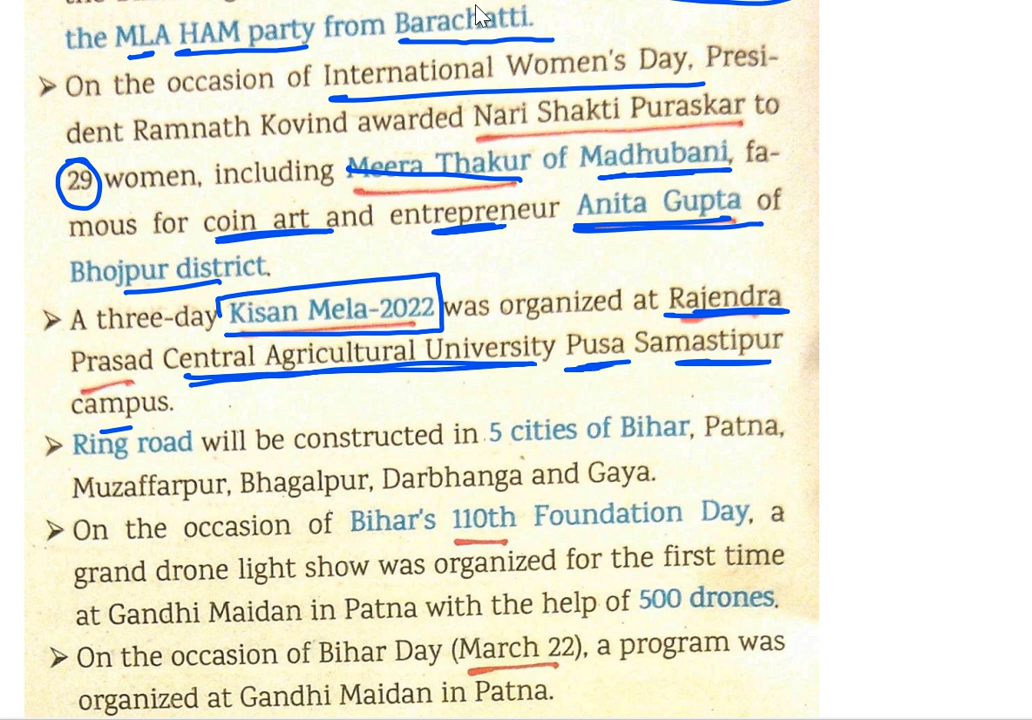 the MLA HAM party from Barachatti.
➤ On the occasion of International Women's Day, Presi-
dent Ramnath Kovind awarded Nari Shakti Puraskar to
29 women, including Meera Thakur of Madhubani, fa-
mous for coin art and entrepreneur Anita Gupta of
Bhojpur district.
➤ A three-day Kisan Mela-2022 was organized at Rajendra
Prasad Central Agricultural University Pusa Samastipur
campus.
➤ Ring road will be constructed in 5 cities of Bihar, Patna,
Muzaffarpur, Bhagalpur, Darbhanga and Gaya.
➤ On the occasion of Bihar's 110th Foundation Day, a
grand drone light show was organized for the first time
at Gandhi Maidan in Patna with the help of 500 drones.
➤ On the occasion of Bihar Day (March 22), a program was
organized at Gandhi Maidan in Patna.